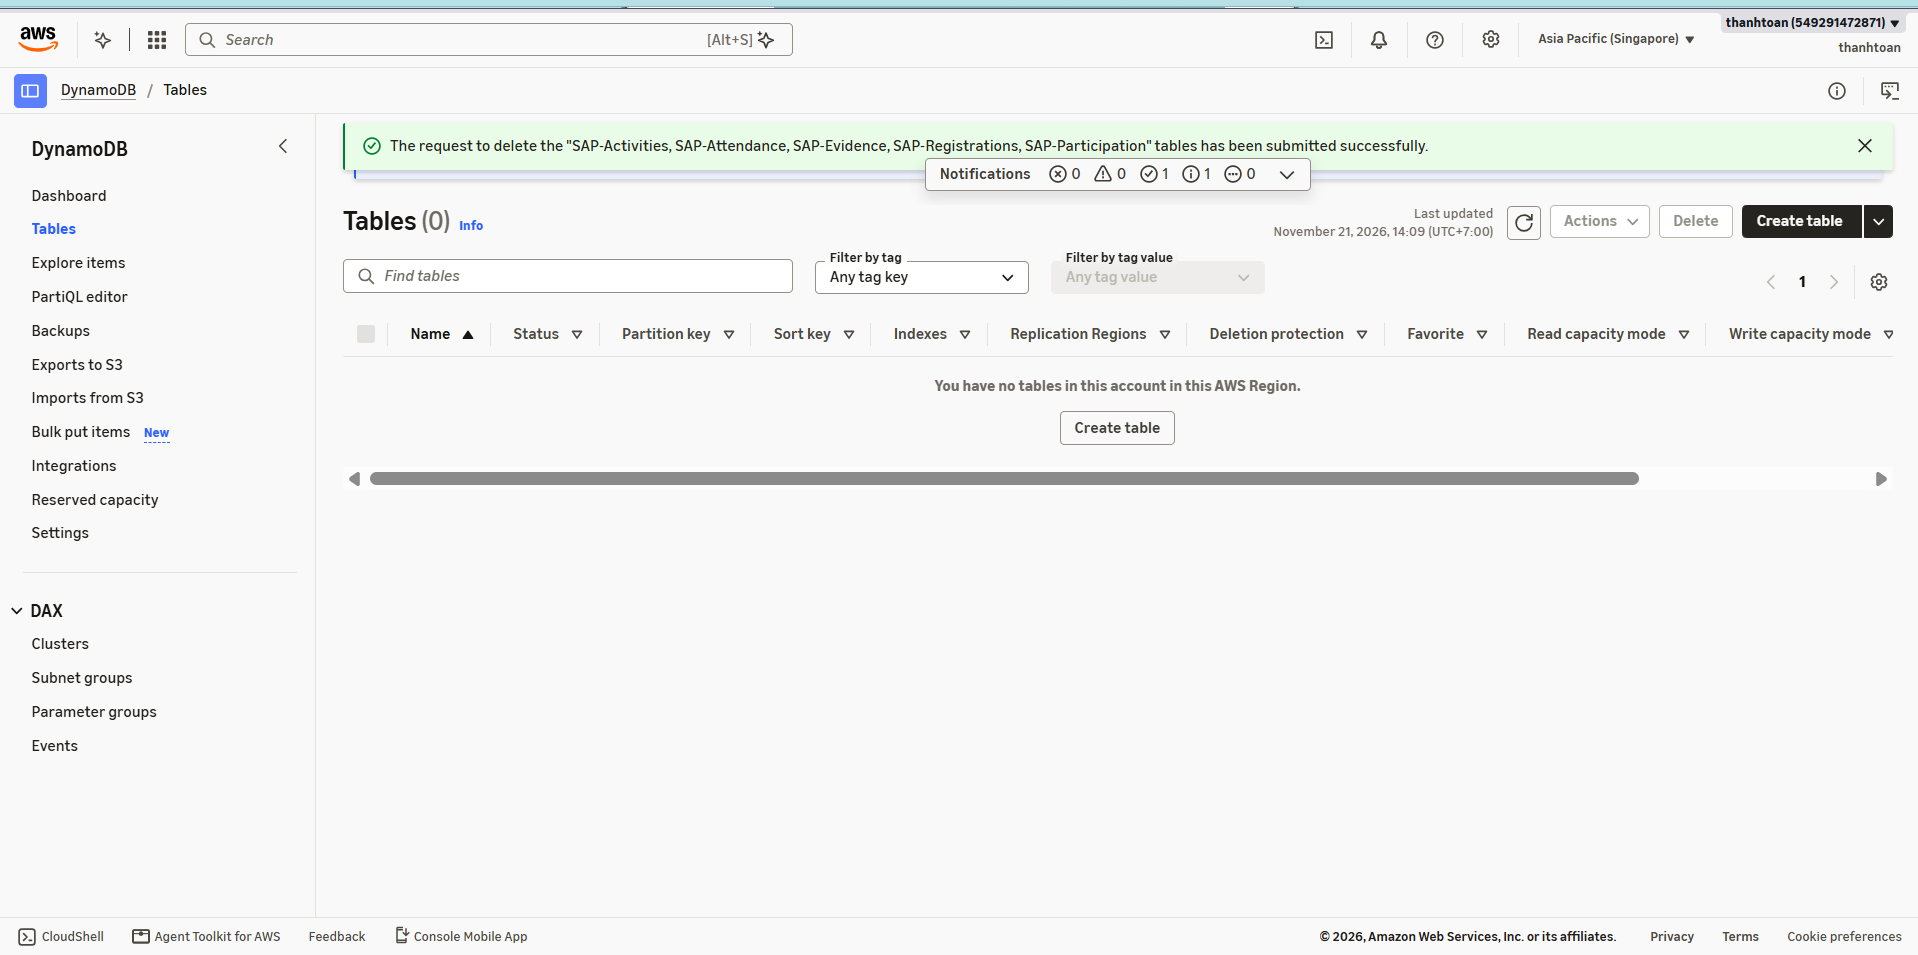 aws
Search [Alt+S]
Asia Pacific (Singapore)
thanhtoan (549291472871)
thanhtoan
DynamoDB / Tables
DynamoDB
Dashboard
Tables
Explore items
PartiQL editor
Backups
Exports to S3
Imports from S3
Bulk put items New
Integrations
Reserved capacity
Settings
DAX
Clusters
Subnet groups
Parameter groups
Events
The request to delete the "SAP-Activities, SAP-Attendance, SAP-Evidence, SAP-Registrations, SAP-Participation" tables has been submitted successfully.
Notifications 0 0 1 1 0
Tables (0) Info
Last updated
November 21, 2026, 14:09 (UTC+7:00)
Actions
Delete
Create table
Find tables
Filter by tag
Any tag key
Filter by tag value
Any tag value
1
Name Status Partition key Sort key Indexes Replication Regions Deletion protection Favorite Read capacity mode Write capacity mode
You have no tables in this account in this AWS Region.
Create table
CloudShell Agent Toolkit for AWS Feedback Console Mobile App
© 2026, Amazon Web Services, Inc. or its affiliates. Privacy Terms Cookie preferences